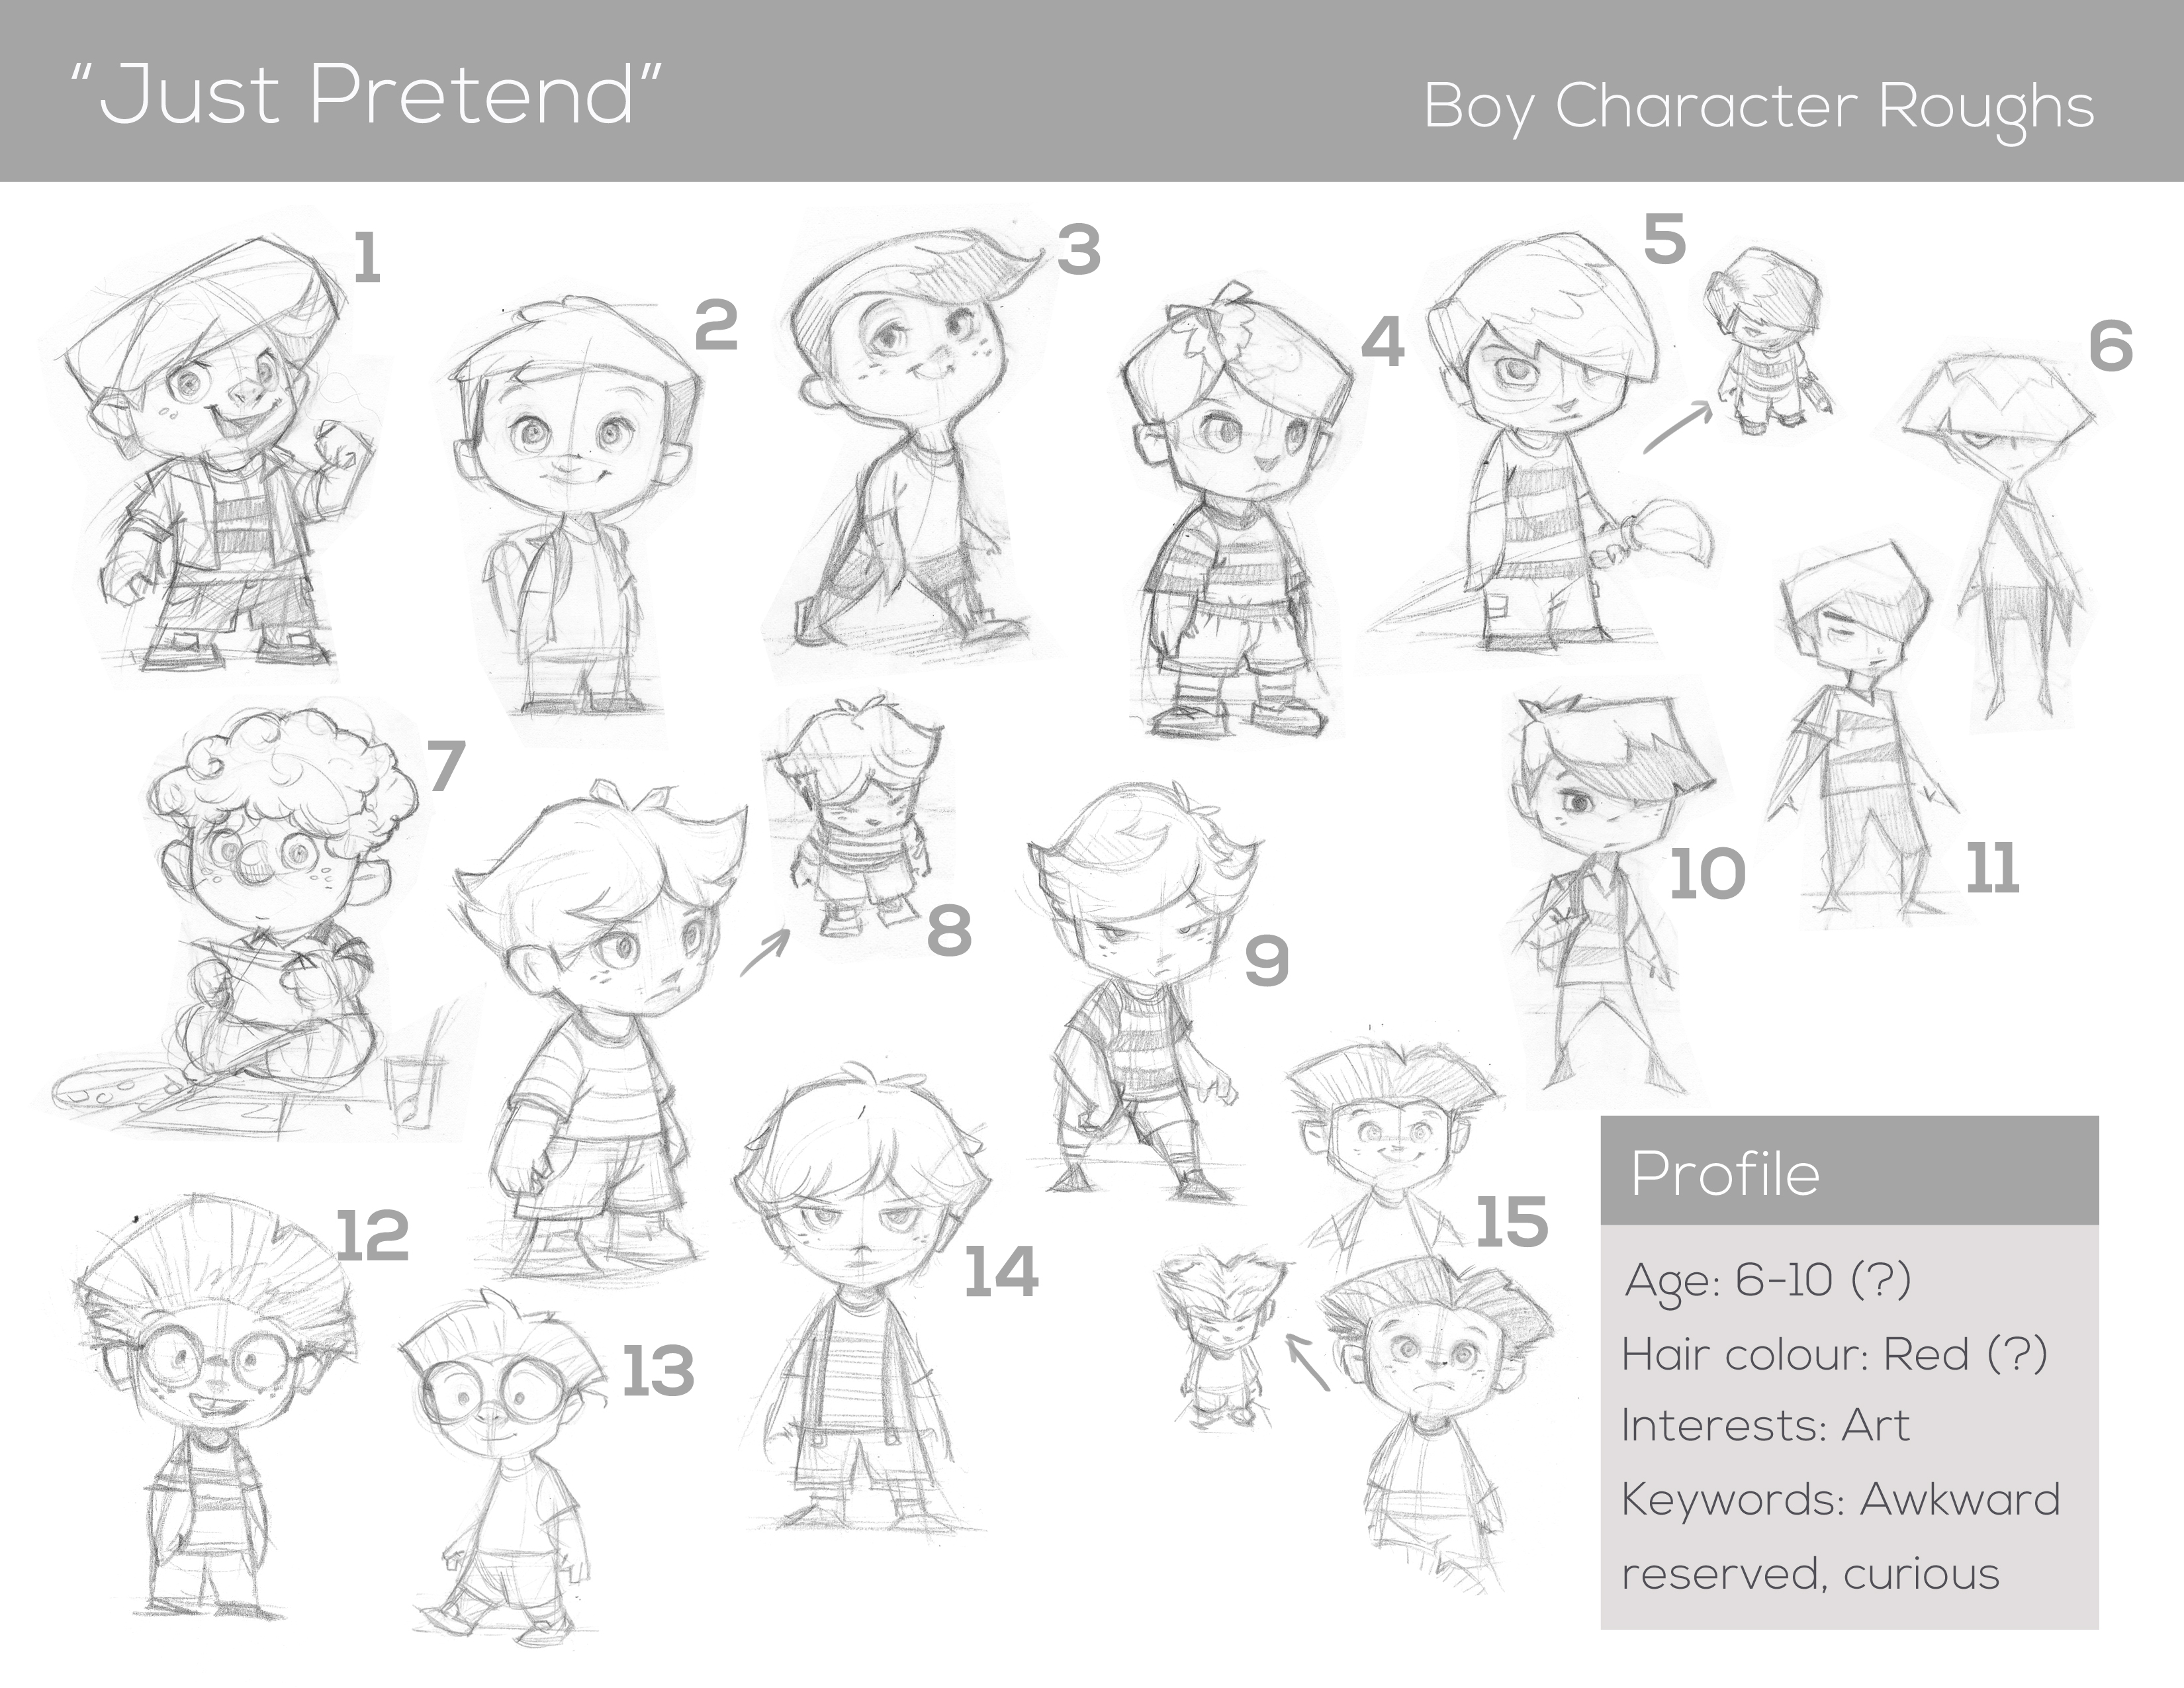 “Just Pretend”
Boy Character Roughs
1
2
3
4
5
6
7
8
9
10
11
12
13
14
15
Profile
Age: 6-10 (?)
Hair colour: Red (?)
Interests: Art
Keywords: Awkward
reserved, curious